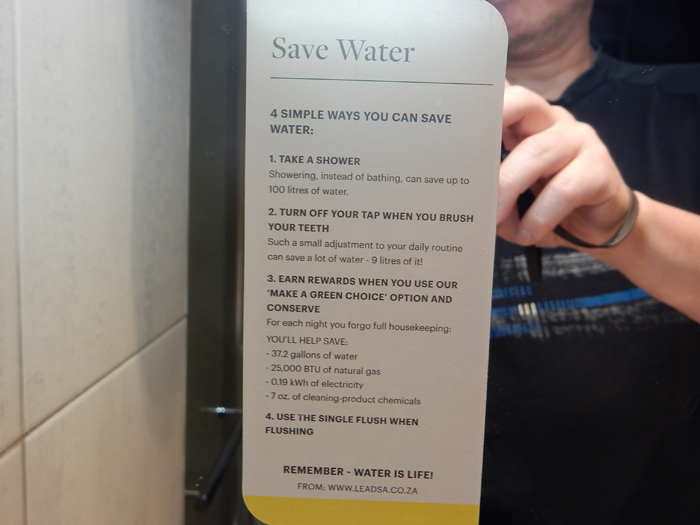 Save Water
4 SIMPLE WAYS YOU CAN SAVE
WATER:
1. TAKE A SHOWER
Showering, instead of bathing, can save up to
100 litres of water.
2. TURN OFF YOUR TAP WHEN YOU BRUSH
YOUR TEETH
Such a small adjustment to your daily routine
can save a lot of water - 9 litres of it!
3. EARN REWARDS WHEN YOU USE OUR
'MAKE A GREEN CHOICE' OPTION AND
CONSERVE
For each night you forgo full housekeeping:
YOU'LL HELP SAVE:
- 37.2 gallons of water
- 25,000 BTU of natural gas
- 0.19 kWh of electricity
- 7 oz. of cleaning-product chemicals
4. USE THE SINGLE FLUSH WHEN
FLUSHING
REMEMBER - WATER IS LIFE!
FROM: WWW.LEADSA.CO.ZA